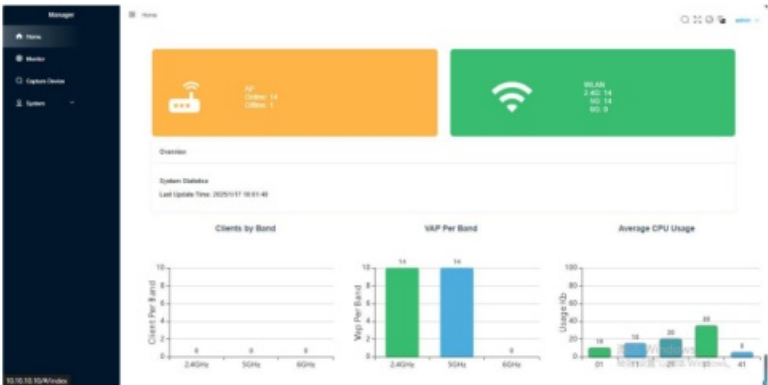 Manager
Home
Home
Monitor
Capture Device
System
admin
AP
Online: 14
Offline: 1
WLAN
2.4G: 14
5G: 14
6G: 0
Overview
System Statistics
Last Update Time: 2025/1/17 18:01:40
Clients by Band
Client Per Band
10
8
6
4
2
0
0
0
0
2.4GHz
5GHz
6GHz
VAP Per Band
Vap Per Band
10
8
6
4
2
0
14
14
0
2.4GHz
5GHz
6GHz
Average CPU Usage
Usage Kb
100
80
60
40
20
0
10
20
01
11
21
31
41
Windows
Windows
10.10.10.10/#/index